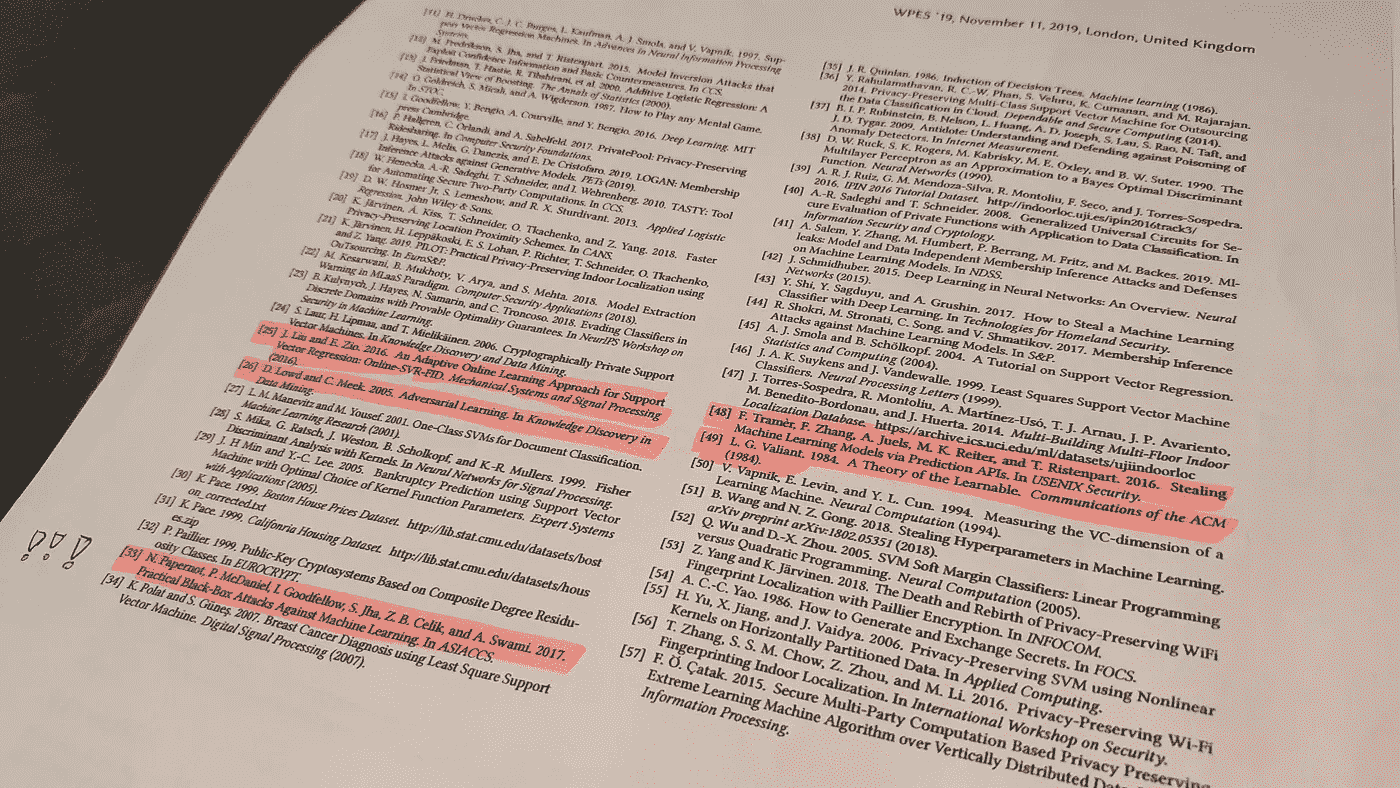 WPES '19, November 11, 2019, London, United Kingdom
[11] H. Drucker, C. J. C. Burges, L. Kaufman, A. J. Smola, and V. Vapnik. 1997. Sup-
port Vector Regression Machines. In Advances in Neural Information Processing
Systems.
[12] M. Fredrikson, S. Jha, and T. Ristenpart. 2015. Model Inversion Attacks that
Exploit Confidence Information and Basic Countermeasures. In CCS.
[13] J. Friedman, T. Hastie, R. Tibshirani, et al. 2000. Additive Logistic Regression: A
Statistical View of Boosting. The Annals of Statistics (2000).
[14] O. Goldreich, S. Micali, and A. Wigderson. 1987. How to Play any Mental Game.
In STOC.
[15] I. Goodfellow, Y. Bengio, A. Courville, and Y. Bengio. 2016. Deep Learning. MIT
press Cambridge.
[16] P. Hallgren, C. Orlandi, and A. Sabelfeld. 2017. PrivatePool: Privacy-Preserving
Ridesharing. In Computer Security Foundations.
[17] J. Hayes, L. Melis, G. Danezis, and E. De Cristofaro. 2019. LOGAN: Membership
Inference Attacks against Generative Models. PETs (2019).
[18] W. Henecka, A.-R. Sadeghi, T. Schneider, and I. Wehrenberg. 2010. TASTY: Tool
for Automating Secure Two-Party Computations. In CCS.
[19] D. W. Hosmer Jr, S. Lemeshow, and R. X. Sturdivant. 2013. Applied Logistic
Regression. John Wiley & Sons.
[20] K. Järvinen, Á. Kiss, T. Schneider, O. Tkachenko, and Z. Yang. 2018. Faster
Privacy-Preserving Location Proximity Schemes. In CANS.
[21] K. Järvinen, H. Leppäkoski, E. S. Lohan, P. Richter, T. Schneider, O. Tkachenko,
and Z. Yang. 2019. PILOT: Practical Privacy-Preserving Indoor Localization using
OuTsourcing. In EuroS&P.
[22] M. Kesarwani, B. Mukhoty, V. Arya, and S. Mehta. 2018. Model Extraction
Warning in MLaaS Paradigm. Computer Security Applications (2018).
[23] B. Kulynych, J. Hayes, N. Samarin, and C. Troncoso. 2018. Evading Classifiers in
Discrete Domains with Provable Optimality Guarantees. In NeurIPS Workshop on
Security in Machine Learning.
[24] S. Laur, H. Lipmaa, and T. Mielikäinen. 2006. Cryptographically Private Support
Vector Machines. In Knowledge Discovery and Data Mining.
[25] J. Liu and E. Zio. 2016. An Adaptive Online Learning Approach for Support
Vector Regression: Online-SVR-FID. Mechanical Systems and Signal Processing
(2016).
[26] D. Lowd and C. Meek. 2005. Adversarial Learning. In Knowledge Discovery in
Data Mining.
[27] L. M. Manevitz and M. Yousef. 2001. One-Class SVMs for Document Classification.
Machine Learning Research (2001).
[28] S. Mika, G. Ratsch, J. Weston, B. Scholkopf, and K.-R. Mullers. 1999. Fisher
Discriminant Analysis with Kernels. In Neural Networks for Signal Processing.
[29] J. H Min and Y.-C. Lee. 2005. Bankruptcy Prediction using Support Vector
Machine with Optimal Choice of Kernel Function Parameters. Expert Systems
with Applications (2005).
[30] K. Pace. 1999. Boston House Prices Dataset. http://lib.stat.cmu.edu/datasets/bost
on_corrected.txt
[31] K. Pace. 1999. Califonria Housing Dataset. http://lib.stat.cmu.edu/datasets/hous
es.zip
[32] P. Paillier. 1999. Public-Key Cryptosystems Based on Composite Degree Residu-
osity Classes. In EUROCRYPT.
!!!
[33] N. Papernot, P. McDaniel, I. Goodfellow, S. Jha, Z. B. Celik, and A. Swami. 2017.
Practical Black-Box Attacks Against Machine Learning. In ASIACCS.
[34] K. Polat and S. Güneş. 2007. Breast Cancer Diagnosis using Least Square Support
Vector Machine. Digital Signal Processing (2007).
[35] J. R. Quinlan. 1986. Induction of Decision Trees. Machine learning (1986).
[36] Y. Rahulamathavan, R. C.-W. Phan, S. Veluru, K. Cumanan, and M. Rajarajan.
2014. Privacy-Preserving Multi-Class Support Vector Machine for Outsourcing
the Data Classification in Cloud. Dependable and Secure Computing (2014).
[37] B. I. P. Rubinstein, B. Nelson, L. Huang, A. D. Joseph, S. Lau, S. Rao, N. Taft, and
J. D. Tygar. 2009. Antidote: Understanding and Defending against Poisoning of
Anomaly Detectors. In Internet Measurement.
[38] D. W. Ruck, S. K. Rogers, M. Kabrisky, M. E. Oxley, and B. W. Suter. 1990. The
Multilayer Perceptron as an Approximation to a Bayes Optimal Discriminant
Function. Neural Networks (1990).
[39] A. R. J. Ruiz, G. M. Mendoza-Silva, R. Montoliu, F. Seco, and J. Torres-Sospedra.
2016. IPIN 2016 Tutorial Dataset. http://indoorloc.uji.es/ipin2016track3/
[40] A.-R. Sadeghi and T. Schneider. 2008. Generalized Universal Circuits for Se-
cure Evaluation of Private Functions with Application to Data Classification. In
Information Security and Cryptology.
[41] A. Salem, Y. Zhang, M. Humbert, P. Berrang, M. Fritz, and M. Backes. 2019. Ml-
leaks: Model and Data Independent Membership Inference Attacks and Defenses
on Machine Learning Models. In NDSS.
[42] J. Schmidhuber. 2015. Deep Learning in Neural Networks: An Overview. Neural
Networks (2015).
[43] Y. Shi, Y. Sagduyu, and A. Grushin. 2017. How to Steal a Machine Learning
Classifier with Deep Learning. In Technologies for Homeland Security.
[44] R. Shokri, M. Stronati, C. Song, and V. Shmatikov. 2017. Membership Inference
Attacks against Machine Learning Models. In S&P.
[45] A. J. Smola and B. Schölkopf. 2004. A Tutorial on Support Vector Regression.
Statistics and Computing (2004).
[46] J. A. K. Suykens and J. Vandewalle. 1999. Least Squares Support Vector Machine
Classifiers. Neural Processing Letters (1999).
[47] J. Torres-Sospedra, R. Montoliu, A. Martínez-Usó, T. J. Arnau, J. P. Avariento,
M. Benedito-Bordonau, and J. Huerta. 2014. Multi-Building Multi-Floor Indoor
Localization Database. https://archive.ics.uci.edu/ml/datasets/ujiindoorloc
[48] F. Tramèr, F. Zhang, A. Juels, M. K. Reiter, and T. Ristenpart. 2016. Stealing
Machine Learning Models via Prediction APIs. In USENIX Security.
[49] L. G. Valiant. 1984. A Theory of the Learnable. Communications of the ACM
(1984).
[50] V. Vapnik, E. Levin, and Y. L. Cun. 1994. Measuring the VC-dimension of a
Learning Machine. Neural Computation (1994).
[51] B. Wang and N. Z. Gong. 2018. Stealing Hyperparameters in Machine Learning.
arXiv preprint arXiv:1802.05351 (2018).
[52] Q. Wu and D.-X. Zhou. 2005. SVM Soft Margin Classifiers: Linear Programming
versus Quadratic Programming. Neural Computation (2005).
[53] Z. Yang and K. Järvinen. 2018. The Death and Rebirth of Privacy-Preserving WiFi
Fingerprint Localization with Paillier Encryption. In INFOCOM.
[54] A. C.-C. Yao. 1986. How to Generate and Exchange Secrets. In FOCS.
[55] H. Yu, X. Jiang, and J. Vaidya. 2006. Privacy-Preserving SVM using Nonlinear
Kernels on Horizontally Partitioned Data. In Applied Computing.
[56] T. Zhang, S. S. M. Chow, Z. Zhou, and M. Li. 2016. Privacy-Preserving Wi-Fi
Fingerprinting Indoor Localization. In International Workshop on Security.
[57] F. Ö. Çatak. 2015. Secure Multi-Party Computation Based Privacy Preserving
Extreme Learning Machine Algorithm over Vertically Distributed Data. In
Information Processing.